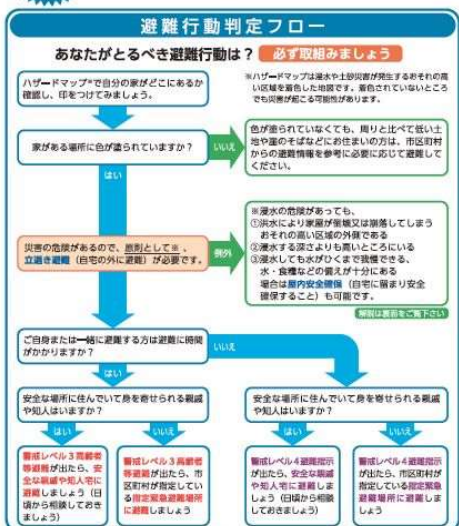 避難行動判定フロー
あなたがとるべき避難行動は？ 必ず取組みましょう
ハザードマップ※で自分の家がどこにあるか
確認し、印をつけてみましょう。
※ハザードマップは浸水や土砂災害が発生するおそれの高
い区域を着色した地図です。着色されていないところ
でも災害が起こる可能性があります。
家がある場所に色が塗られていますか？
いいえ
色が塗られていなくても、周りと比べて低い土
地や崖のそばなどにお住まいの方は、市区町村
からの避難情報を参考に必要に応じて避難して
ください。
はい
災害の危険があるので、原則として※、
立退き避難（自宅の外に避難）が必要です。
例外
※浸水の危険があっても、
①洪水により家屋が倒壊又は崩落してしまう
おそれの高い区域の外側である
②浸水する深さよりも高いところにいる
③浸水しても水がひくまで我慢できる、
水・食糧などの備えが十分にある
場合は屋内安全確保（自宅に留まり安全
確保すること）も可能です。
解説は裏面をご覧下さい
ご自身または一緒に避難する方は避難に時間
がかかりますか？
いいえ
はい
安全な場所に住んでいて身を寄せられる親戚
や知人はいますか？
はい
いいえ
警戒レベル3高齢者
等避難が出たら、安全
な親戚や知人宅に
避難しましょう（日
頃から相談しておき
ましょう）
警戒レベル3高齢者
等避難が出たら、市
区町村が指定してい
る指定緊急避難場所
に避難しましょう
安全な場所に住んでいて身を寄せられる親戚
や知人はいますか？
はい
いいえ
警戒レベル4避難指示
が出たら、安全な親戚
や知人宅に避難しま
しょう（日頃から相談
しておきましょう）
警戒レベル4避難指示
が出たら、市区町村が
指定している指定緊急
避難場所に避難しま
しょう